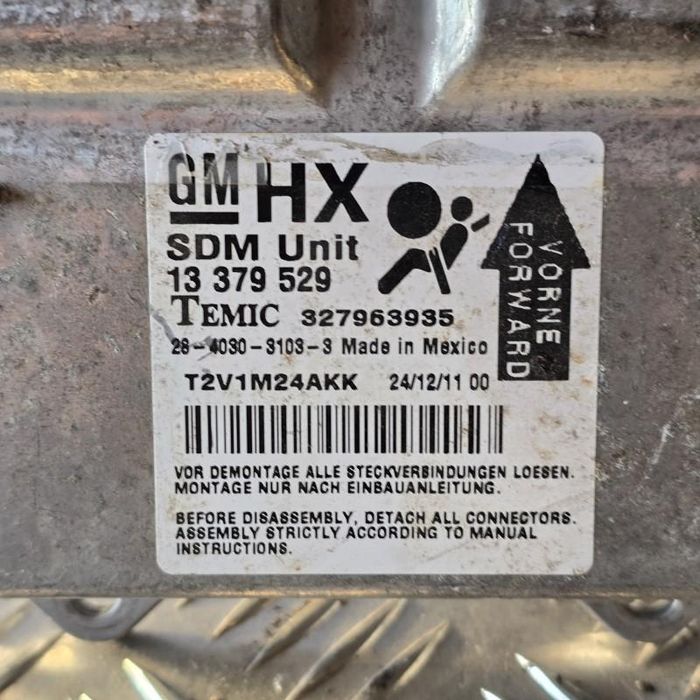 GM HX
SDM Unit
13 379 529
TEMIC 327963935
28-4030-3103-3 Made in Mexico
T2V1M24AKK 24/12/11 00
VORNE
FORWARD
VOR DEMONTAGE ALLE STECKVERBINDUNGEN LOESEN.
MONTAGE NUR NACH EINBAUANLEITUNG.
BEFORE DISASSEMBLY, DETACH ALL CONNECTORS.
ASSEMBLY STRICTLY ACCORDING TO MANUAL
INSTRUCTIONS.